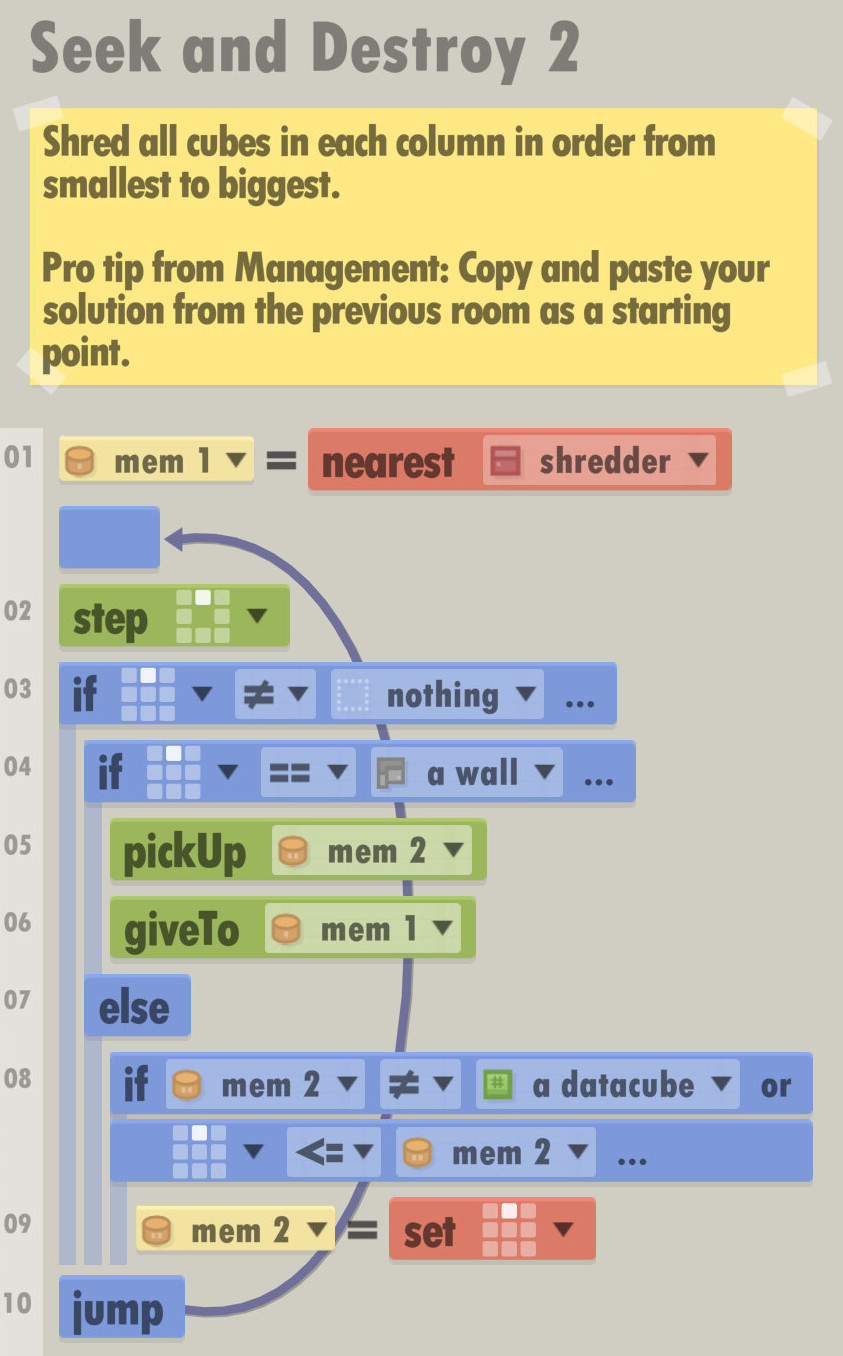 Seek and Destroy 2
Shred all cubes in each column in order from
smallest to biggest.
Pro tip from Management: Copy and paste your
solution from the previous room as a starting
point.
01 mem 1 = nearest shredder
02 step
03 if ≠ nothing ...
04 if == a wall ...
05 pickUp mem 2
06 giveTo mem 1
07 else
08 if mem 2 ≠ # a datacube or
<= mem 2 ...
09 mem 2 = set
10 jump